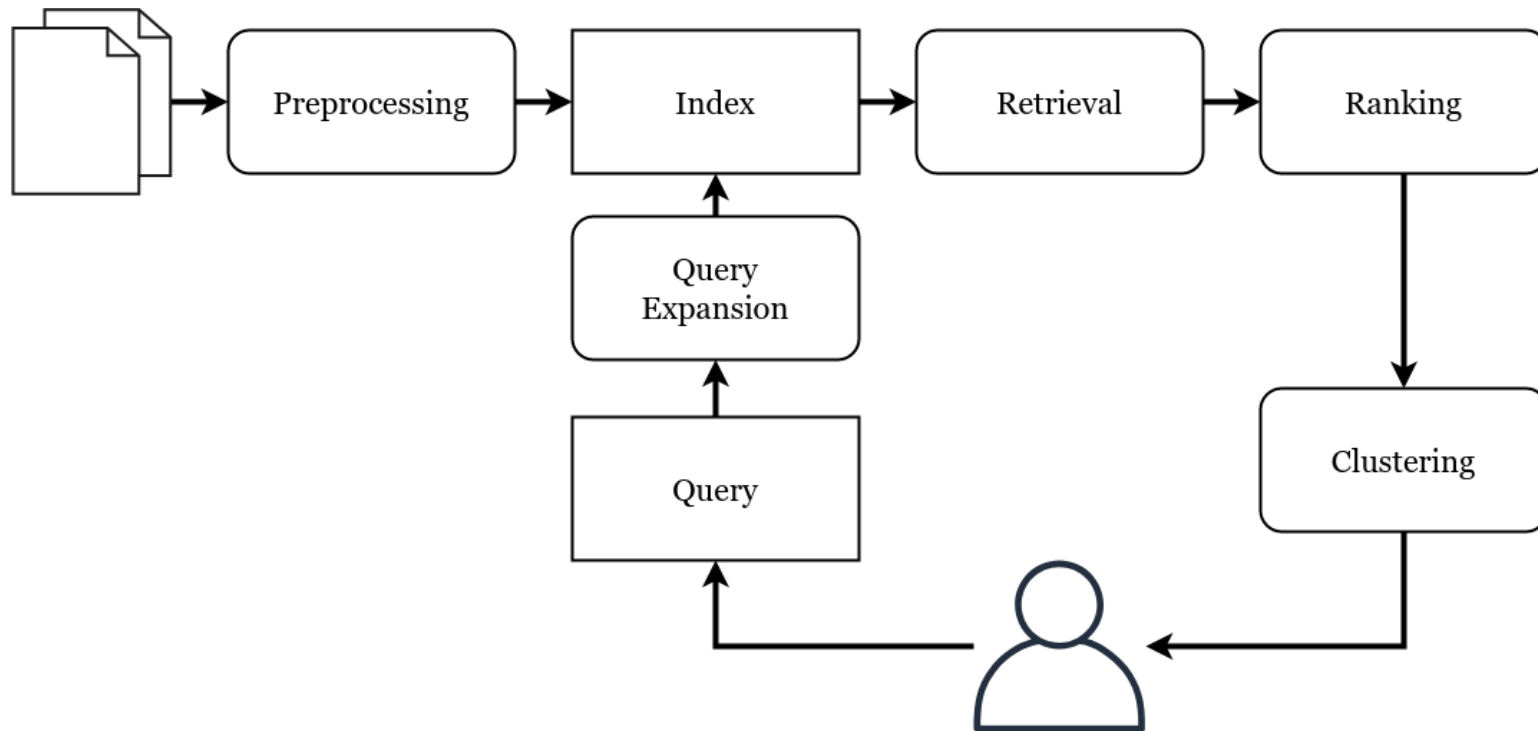 Preprocessing
Index
Retrieval
Ranking
Query
Expansion
Query
Clustering